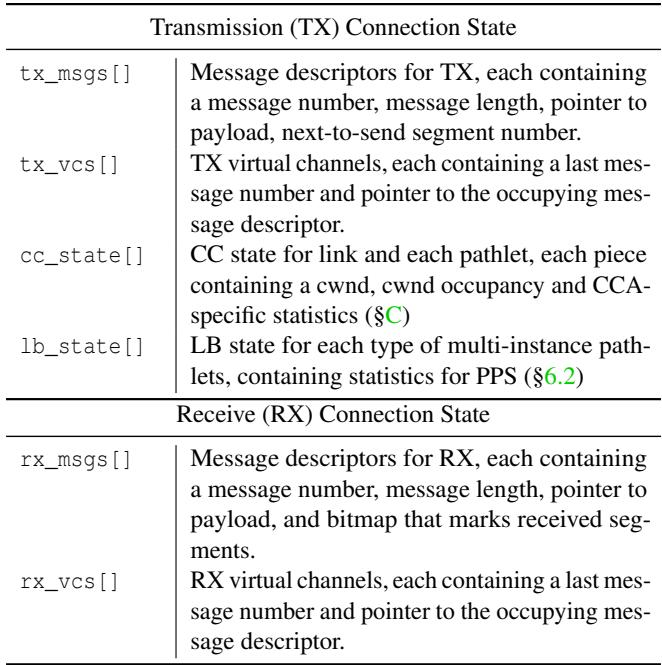 Transmission (TX) Connection State
tx_msgs[] Message descriptors for TX, each containing
a message number, message length, pointer to
payload, next-to-send segment number.
tx_vcs[] TX virtual channels, each containing a last mes-
sage number and pointer to the occupying mes-
sage descriptor.
cc_state[] CC state for link and each pathlet, each piece
containing a cwnd, cwnd occupancy and CCA-
specific statistics (§C)
lb_state[] LB state for each type of multi-instance path-
lets, containing statistics for PPS (§6.2)
Receive (RX) Connection State
rx_msgs[] Message descriptors for RX, each containing
a message number, message length, pointer to
payload, and bitmap that marks received seg-
ments.
rx_vcs[] RX virtual channels, each containing a last mes-
sage number and pointer to the occupying mes-
sage descriptor.